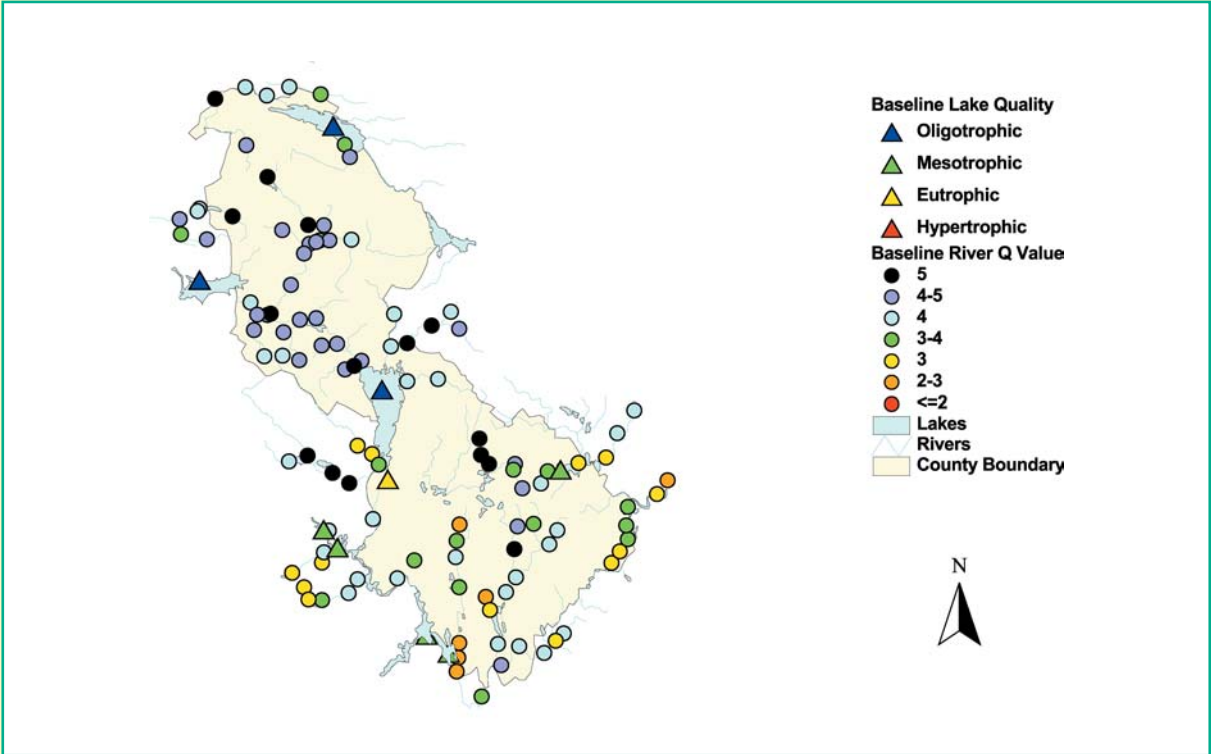 Baseline Lake Quality
Oligotrophic
Mesotrophic
Eutrophic
Hypertrophic
Baseline River Q Value
5
4-5
4
3-4
3
2-3
<=2
Lakes
Rivers
County Boundary
N